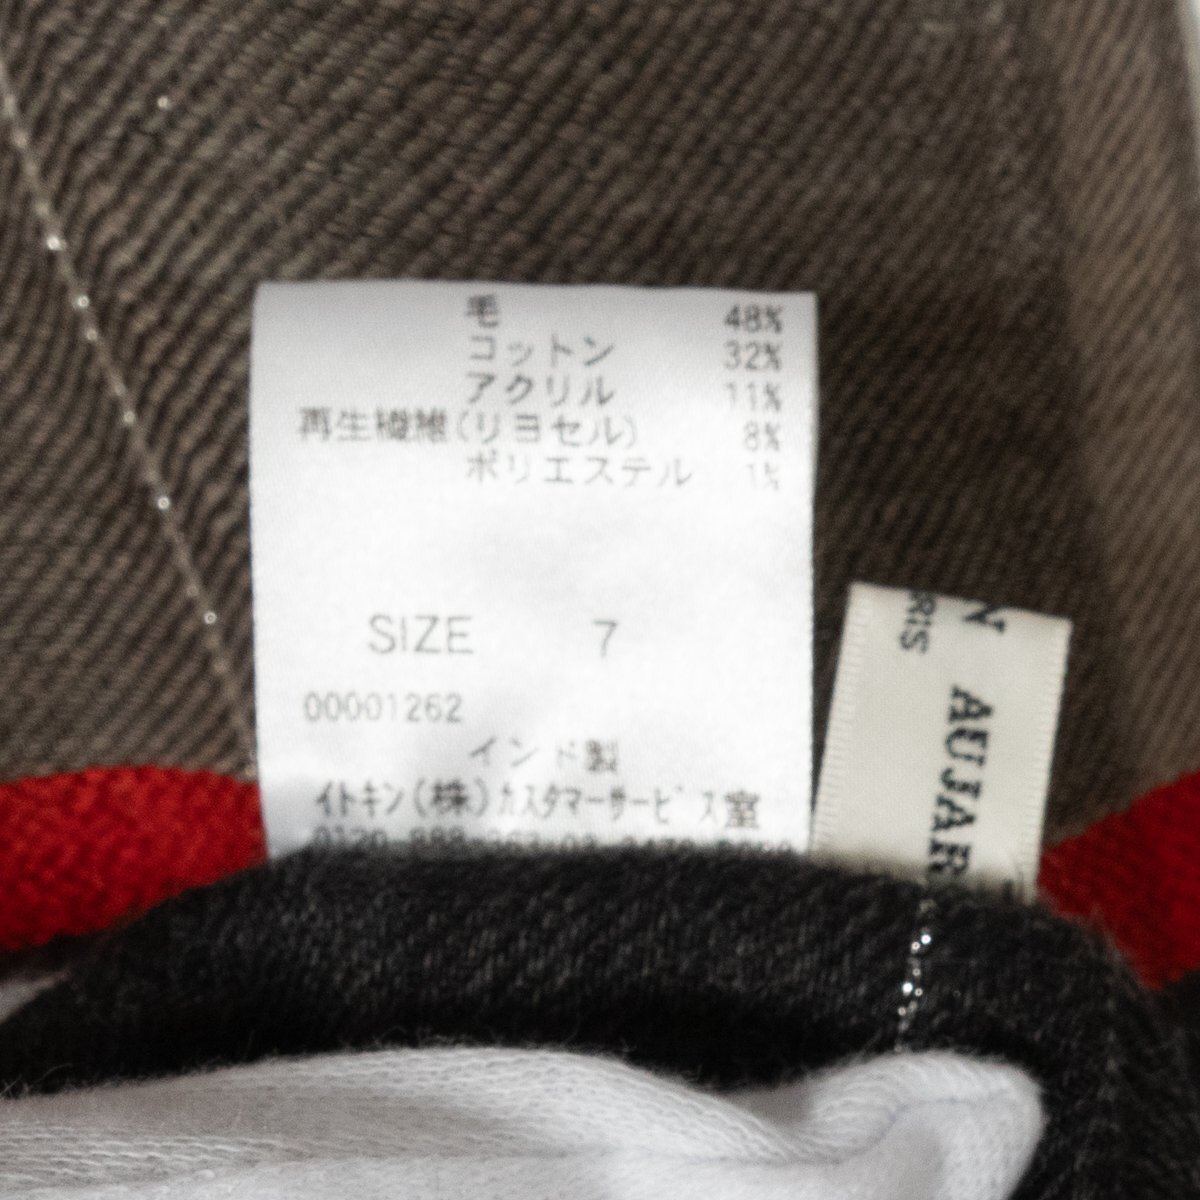 毛 48%
コットン 32%
アクリル 11%
再生繊維(リヨセル) 8%
ポリエステル 1%
SIZE 7
00001262
インド製
イトキン(株)カスタマーサービス室
N AUJAR
RIS